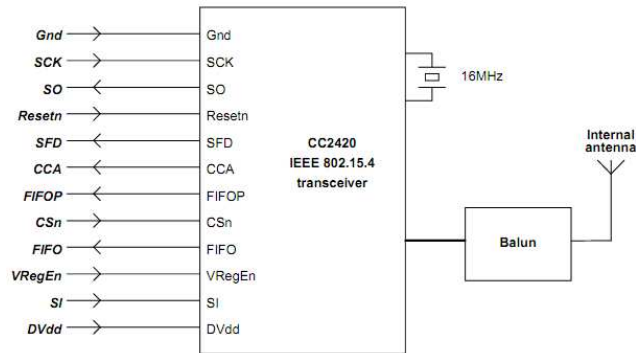 Gnd Gnd
SCK SCK
SO SO
Resetn Resetn
SFD SFD
CCA CCA
FIFOP FIFOP
CSn CSn
FIFO FIFO
VRegEn VRegEn
SI SI
DVdd DVdd
CC2420
IEEE 802.15.4
transceiver
16MHz
Internal
antenna
Balun